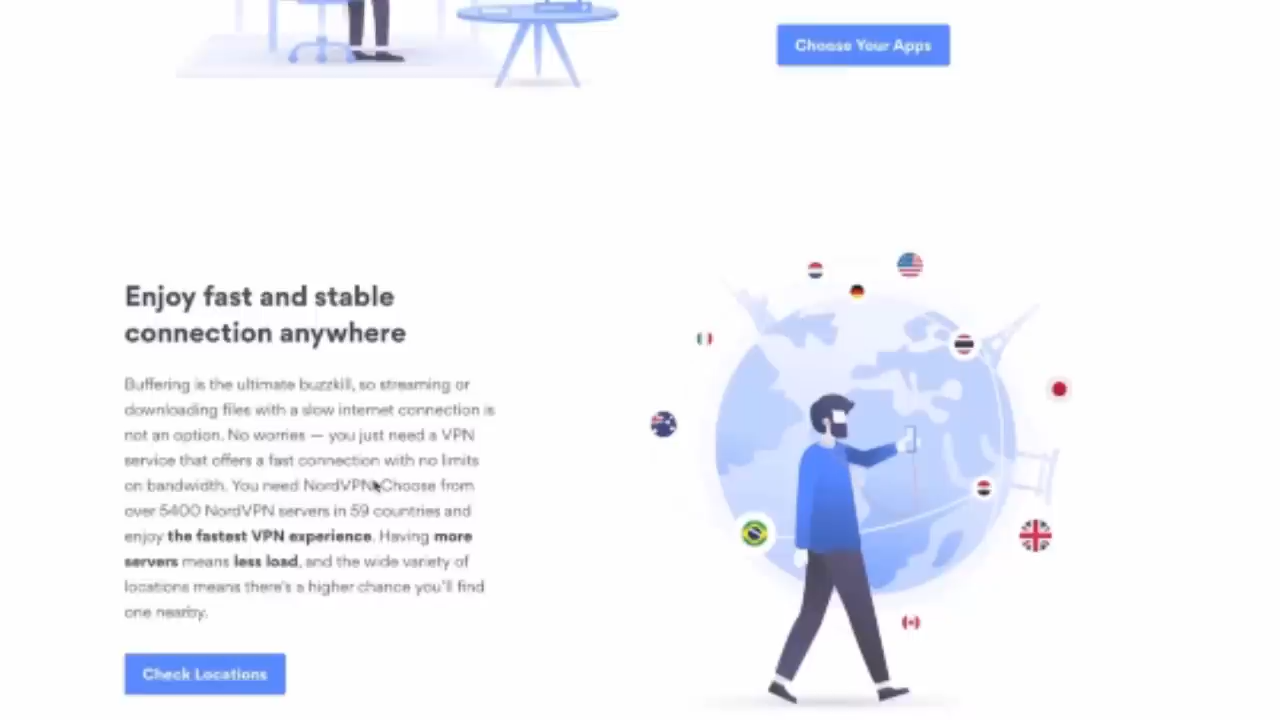 Choose Your Apps
Enjoy fast and stable
connection anywhere
Buffering is the ultimate buzzkill, so streaming or
downloading files with a slow internet connection is
not an option. No worries — you just need a VPN
service that offers a fast connection with no limits
on bandwidth. You need NordVPN. Choose from
over 5400 NordVPN servers in 59 countries and
enjoy the fastest VPN experience. Having more
servers means less load, and the wide variety of
locations means there's a higher chance you'll find
one nearby.
Check Locations